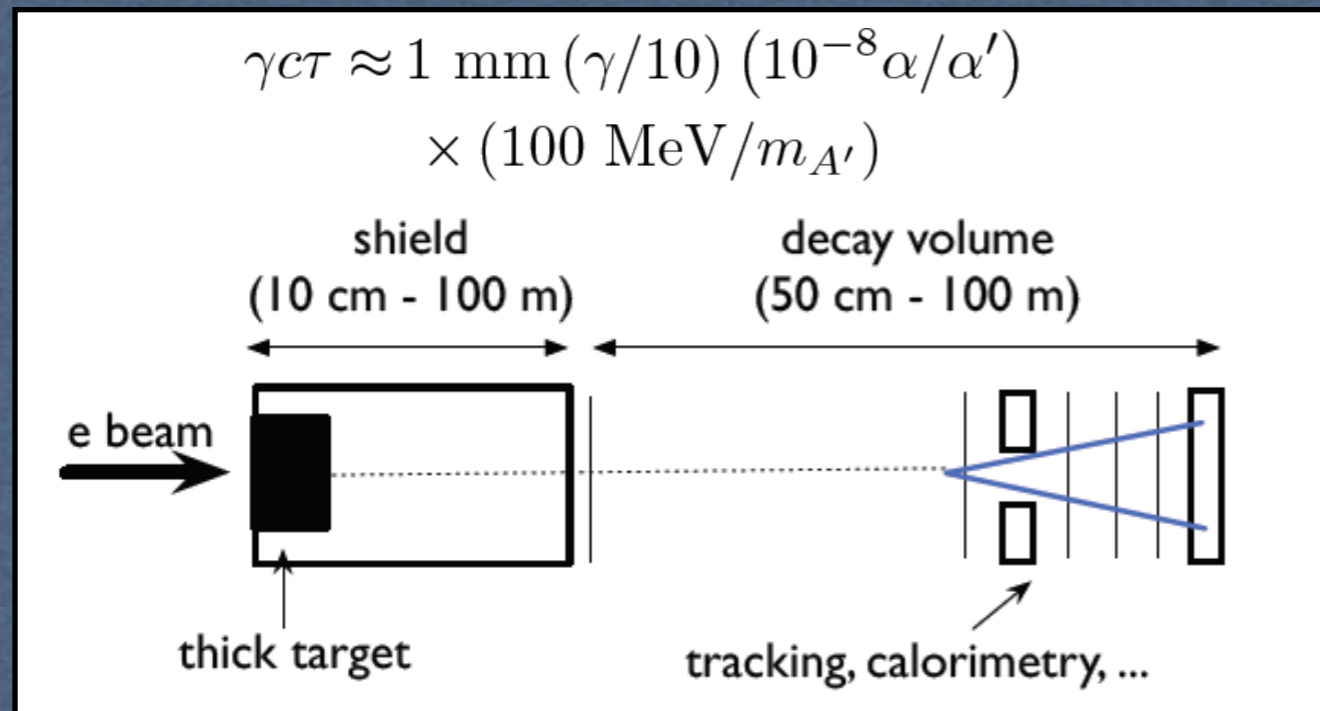 γcτ ≈ 1 mm (γ/10) (10⁻⁸α/α′)
× (100 MeV/m_A′)
shield
(10 cm - 100 m)
decay volume
(50 cm - 100 m)
e beam
thick target
tracking, calorimetry, ...